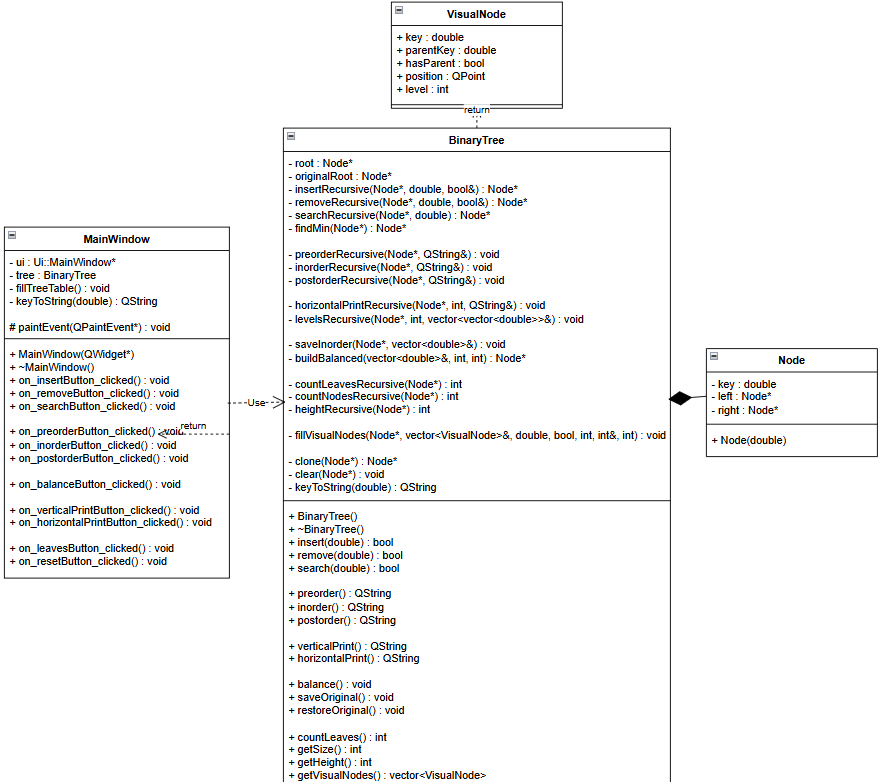 VisualNode
+ key : double
+ parentKey : double
+ hasParent : bool
+ position : QPoint
+ level : int
return
BinaryTree
- root : Node*
- originalRoot : Node*
- insertRecursive(Node*, double, bool&) : Node*
- removeRecursive(Node*, double, bool&) : Node*
- searchRecursive(Node*, double) : Node*
- findMin(Node*) : Node*
- preorderRecursive(Node*, QString&) : void
- inorderRecursive(Node*, QString&) : void
- postorderRecursive(Node*, QString&) : void
- horizontalPrintRecursive(Node*, int, QString&) : void
- levelsRecursive(Node*, int, vector<vector<double>>&) : void
- saveInorder(Node*, vector<double>&) : void
- buildBalanced(vector<double>&, int, int) : Node*
- countLeavesRecursive(Node*) : int
- countNodesRecursive(Node*) : int
- heightRecursive(Node*) : int
- fillVisualNodes(Node*, vector<VisualNode>&, double, bool, int, int&, int) : void
- clone(Node*) : Node*
- clear(Node*) : void
- keyToString(double) : QString
+ BinaryTree()
+ ~BinaryTree()
+ insert(double) : bool
+ remove(double) : bool
+ search(double) : bool
+ preorder() : QString
+ inorder() : QString
+ postorder() : QString
+ verticalPrint() : QString
+ horizontalPrint() : QString
+ balance() : void
+ saveOriginal() : void
+ restoreOriginal() : void
+ countLeaves() : int
+ getSize() : int
+ getHeight() : int
+ getVisualNodes() : vector<VisualNode>
MainWindow
- ui : Ui::MainWindow*
- tree : BinaryTree
- fillTreeTable() : void
- keyToString(double) : QString
# paintEvent(QPaintEvent*) : void
+ MainWindow(QWidget*)
+ ~MainWindow()
+ on_insertButton_clicked() : void
+ on_removeButton_clicked() : void
+ on_searchButton_clicked() : void
+ on_preorderButton_clicked() : void
+ on_inorderButton_clicked() : void
+ on_postorderButton_clicked() : void
+ on_balanceButton_clicked() : void
+ on_verticalPrintButton_clicked() : void
+ on_horizontalPrintButton_clicked() : void
+ on_leavesButton_clicked() : void
+ on_resetButton_clicked() : void
Use
return
Node
- key : double
- left : Node*
- right : Node*
+ Node(double)